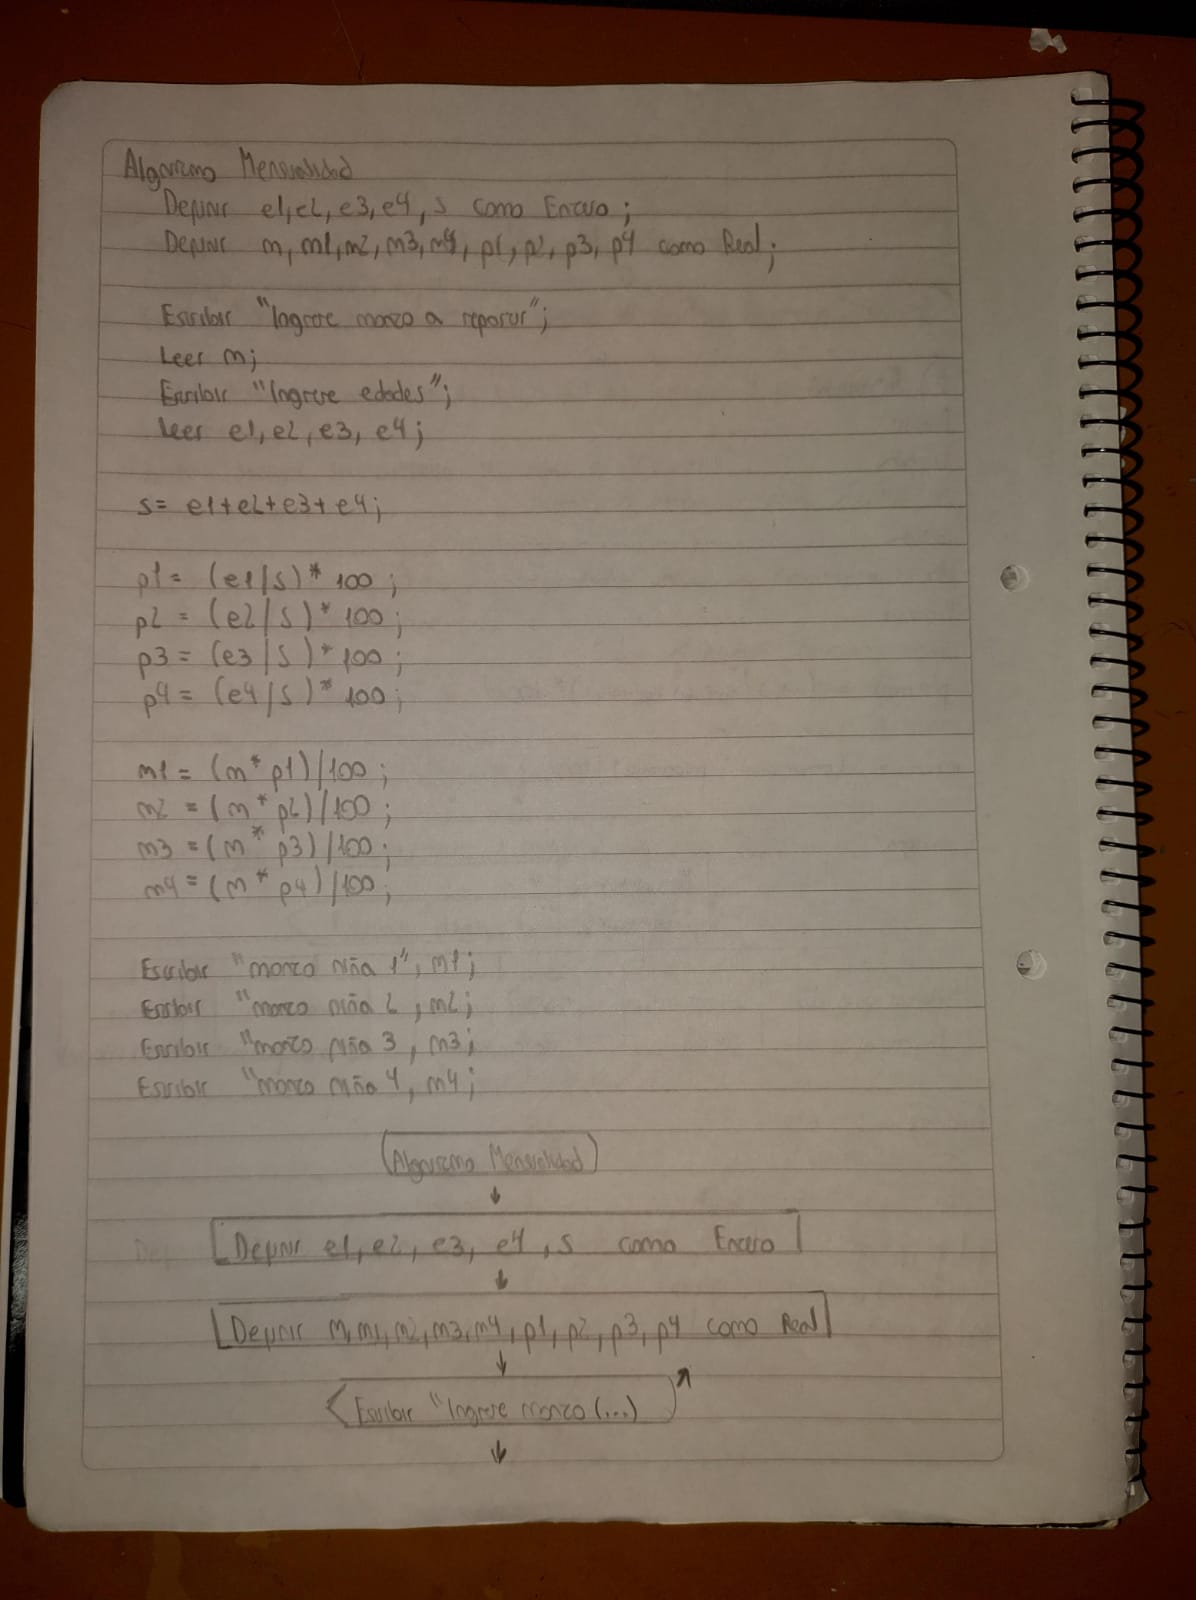 Algoritmo Mensualidad
Definir e1, e2, e3, e4, s como Entero;
Definir m, m1, m2, m3, m4, p1, p2, p3, p4 como Real;
Escribir "Ingrese monto a repartir";
Leer m;
Escribir "Ingrese edades";
Leer e1, e2, e3, e4;
s= e1+e2+e3+e4;
p1= (e1/s)* 100;
p2 = (e2/s)* 100;
p3 = (e3/s)* 100;
p4 = (e4/s)* 100;
m1 = (m* p1)/100;
m2 = (m* p2)/100;
m3 = (m* p3)/100;
m4 = (m* p4)/100;
Escribir "monto niña 1", m1;
Escribir "monto niña 2, m2;
Escribir "monto niña 3, m3;
Escribir "monto niña 4, m4;
Algoritmo Mensualidad
Definir e1, e2, e3, e4, s como Entero
Definir m, m1, m2, m3, m4, p1, p2, p3, p4 como Real
Escribir "Ingrese monto (...)